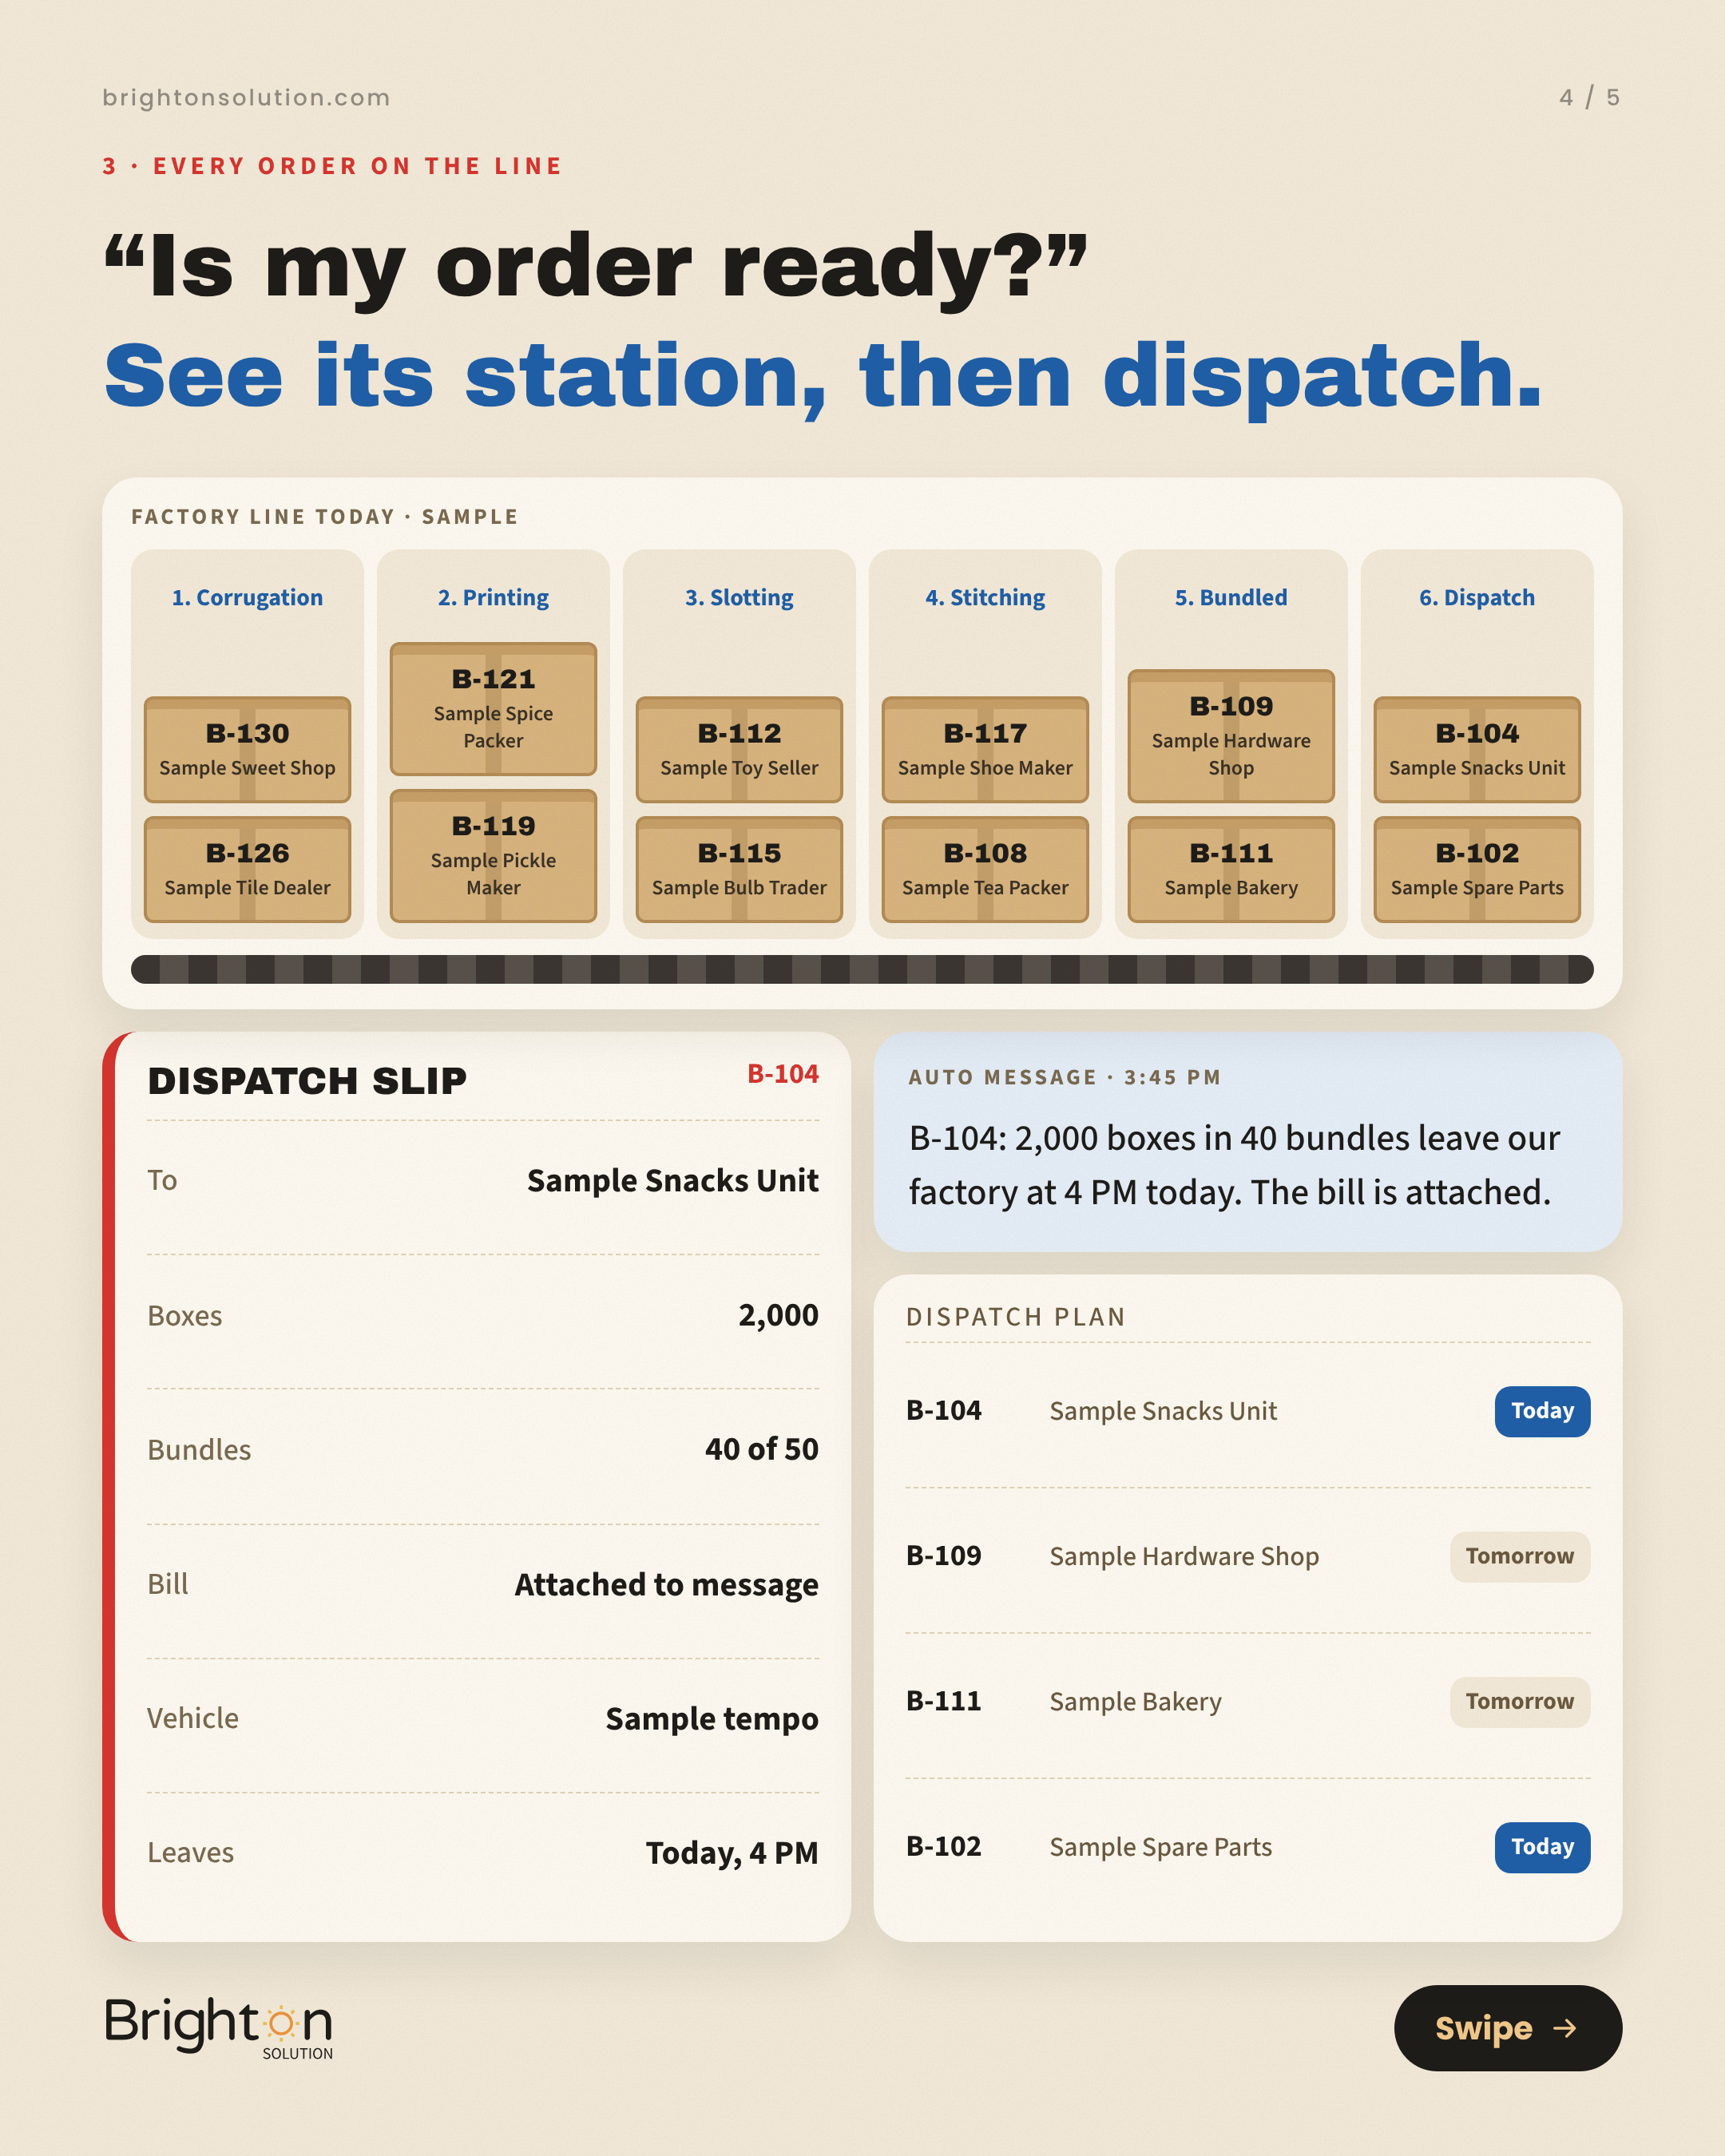 brightonsolution.com
4 / 5
3 · EVERY ORDER ON THE LINE
“Is my order ready?”
See its station, then dispatch.
FACTORY LINE TODAY · SAMPLE
1. Corrugation
B-130
Sample Sweet Shop
B-126
Sample Tile Dealer
2. Printing
B-121
Sample Spice
Packer
B-119
Sample Pickle
Maker
3. Slotting
B-112
Sample Toy Seller
B-115
Sample Bulb Trader
4. Stitching
B-117
Sample Shoe Maker
B-108
Sample Tea Packer
5. Bundled
B-109
Sample Hardware
Shop
B-111
Sample Bakery
6. Dispatch
B-104
Sample Snacks Unit
B-102
Sample Spare Parts
DISPATCH SLIP
B-104
To
Sample Snacks Unit
Boxes
2,000
Bundles
40 of 50
Bill
Attached to message
Vehicle
Sample tempo
Leaves
Today, 4 PM
AUTO MESSAGE · 3:45 PM
B-104: 2,000 boxes in 40 bundles leave our
factory at 4 PM today. The bill is attached.
DISPATCH PLAN
B-104
Sample Snacks Unit
Today
B-109
Sample Hardware Shop
Tomorrow
B-111
Sample Bakery
Tomorrow
B-102
Sample Spare Parts
Today
Brighton
SOLUTION
Swipe →